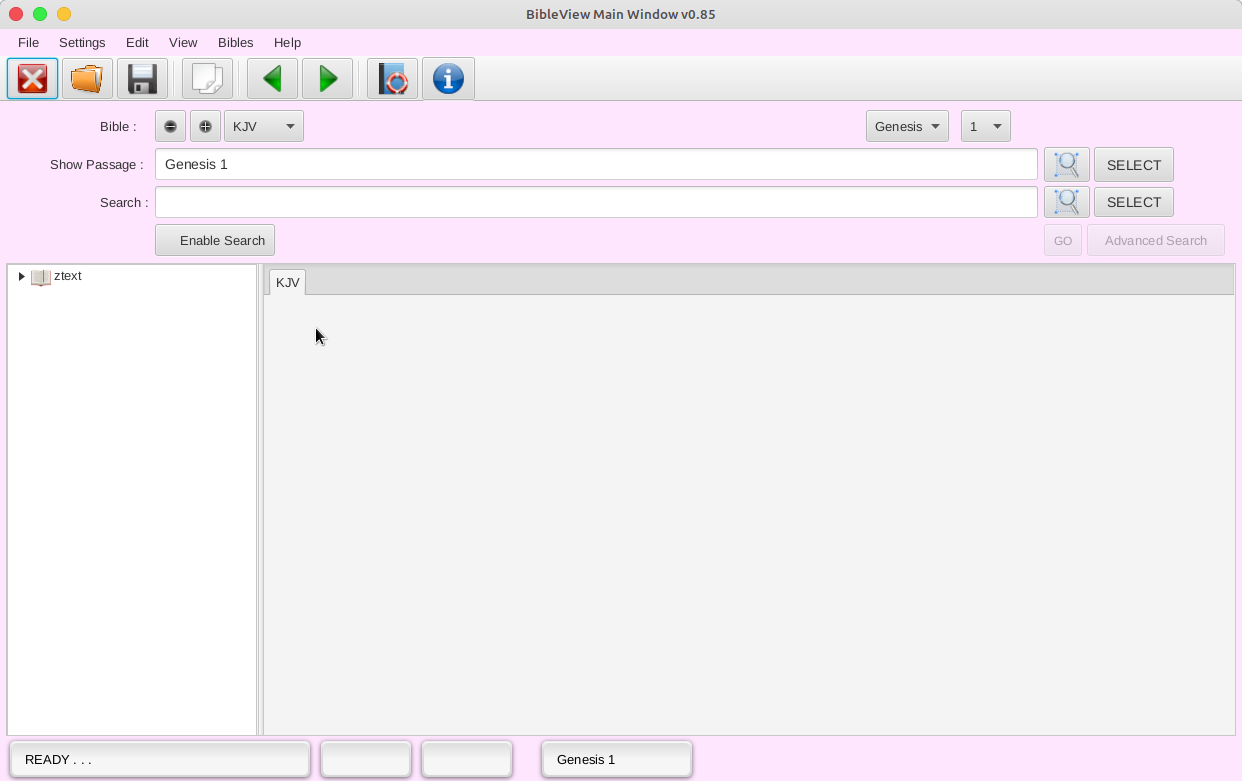 BibleView Main Window v0.85
File Settings Edit View Bibles Help
Bible : KJV Genesis 1
Show Passage : Genesis 1 SELECT
Search : SELECT
Enable Search GO Advanced Search
ztext
KJV
READY . . . Genesis 1